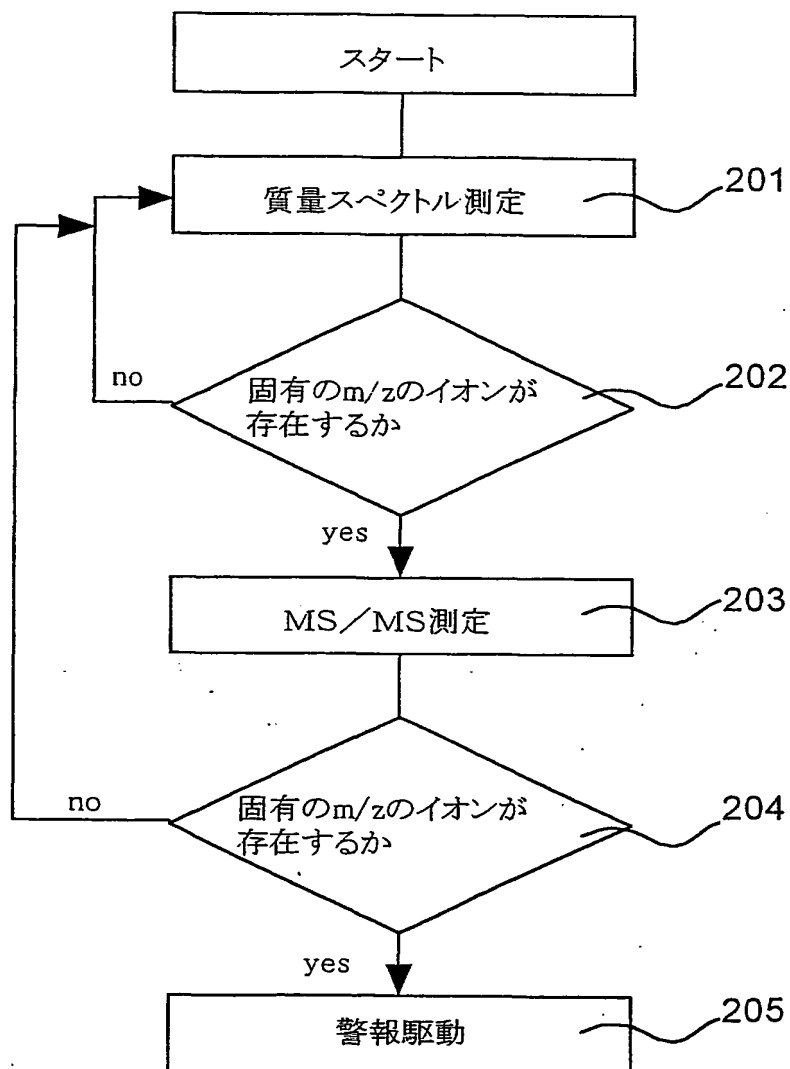 スタート
質量スペクトル測定
201
固有のm/zのイオンが
存在するか
202
no
yes
MS／MS測定
203
固有のm/zのイオンが
存在するか
204
no
yes
警報駆動
205